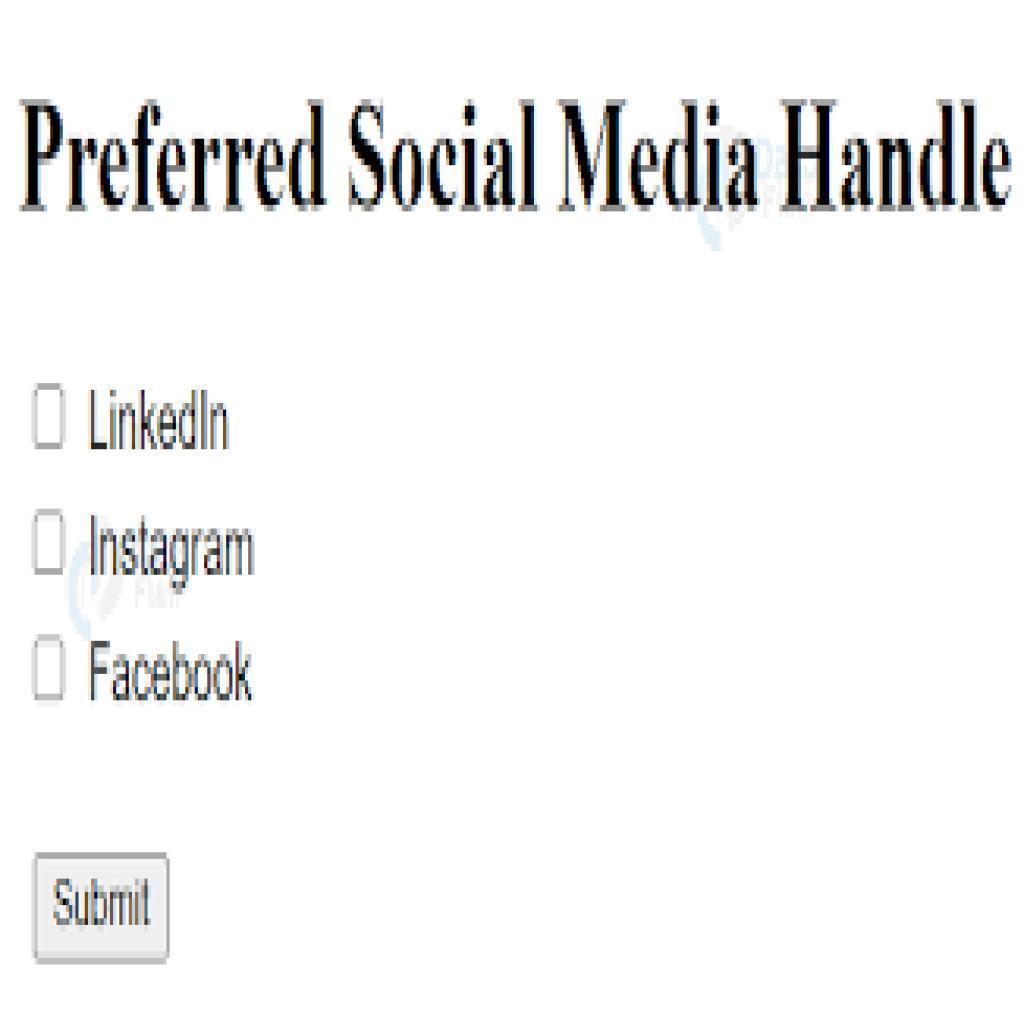 Preferred Social Media Handle
LinkedIn
Instagram
Facebook
Submit